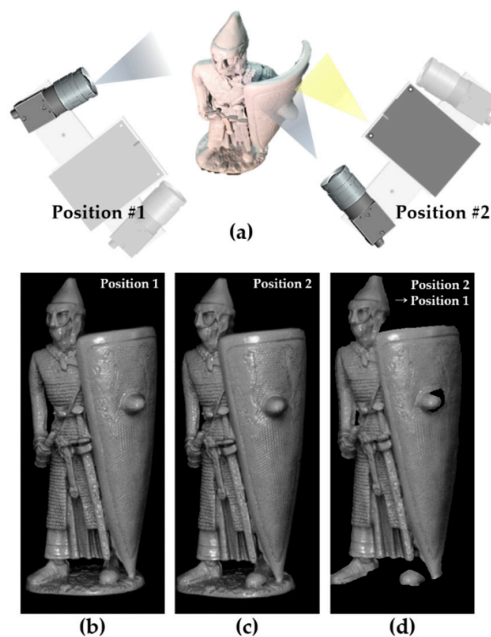 Position #1
Position #2
(a)
Position 1
Position 2
Position 2
→ Position 1
(b)
(c)
(d)